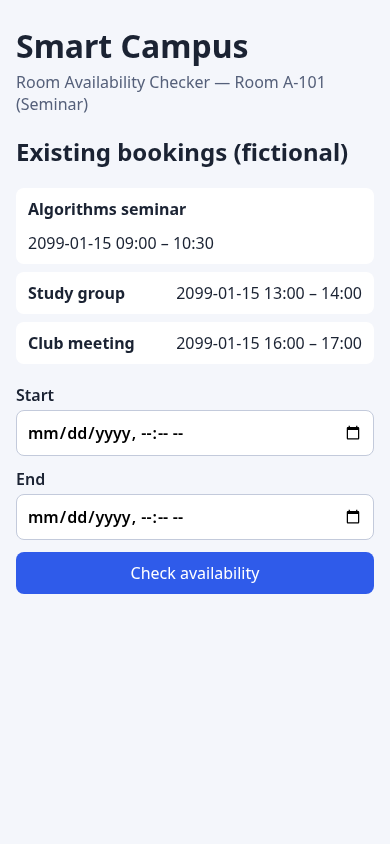 Smart Campus
Room Availability Checker — Room A-101
(Seminar)
Existing bookings (fictional)
Algorithms seminar
2099-01-15 09:00 – 10:30
Study group 2099-01-15 13:00 – 14:00
Club meeting 2099-01-15 16:00 – 17:00
Start
mm/dd/yyyy, --:-- --
End
mm/dd/yyyy, --:-- --
Check availability